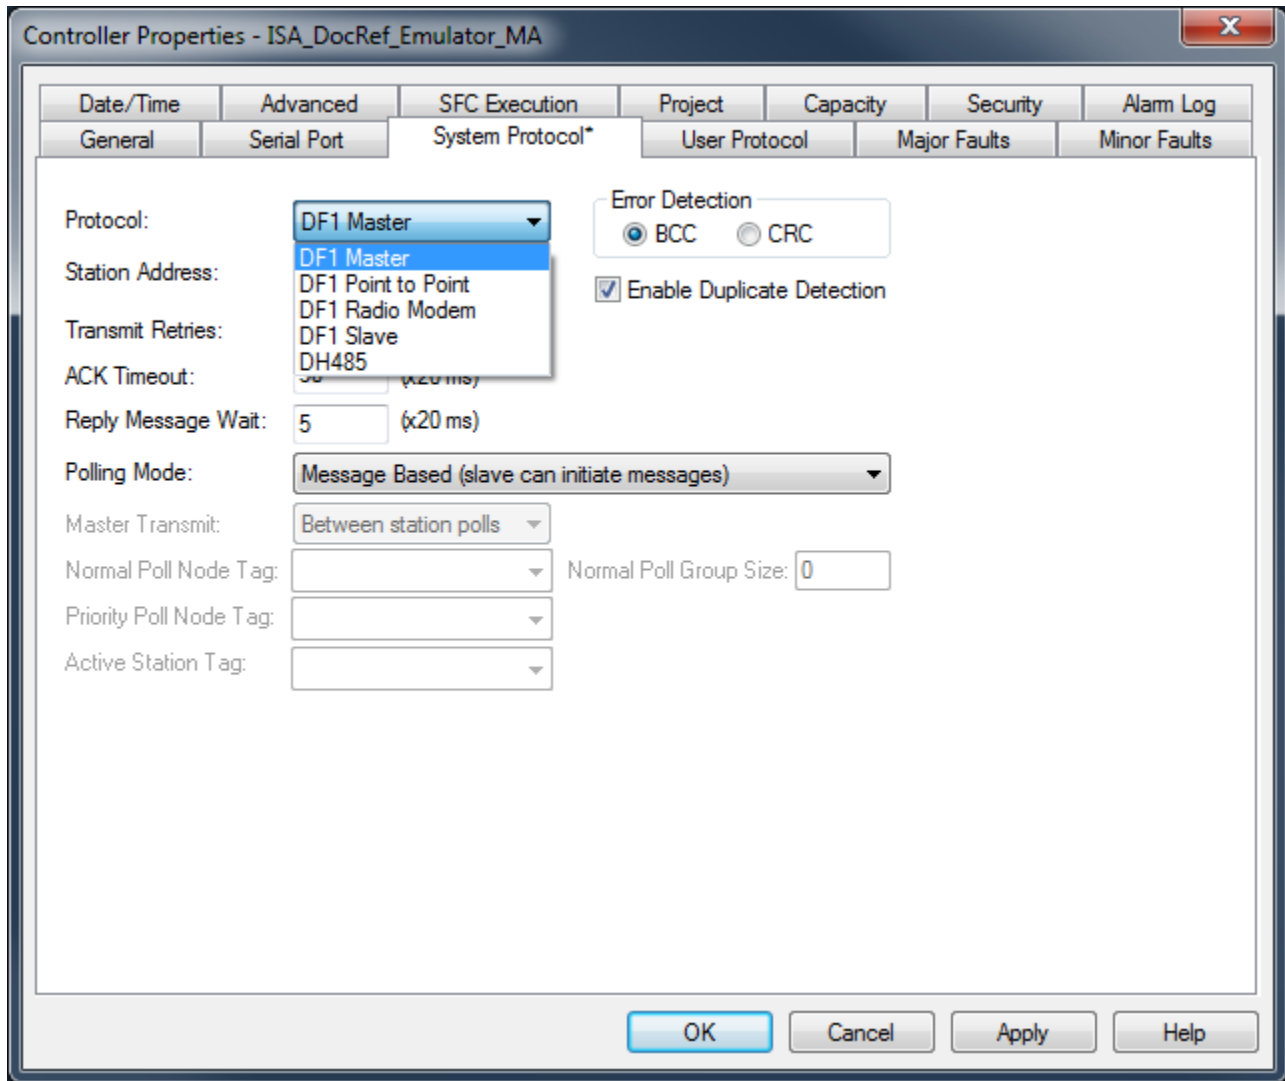 Controller Properties - ISA_DocRef_Emulator_MA
X
Date/Time Advanced SFC Execution Project Capacity Security Alarm Log
General Serial Port System Protocol* User Protocol Major Faults Minor Faults
Protocol: DF1 Master
Error Detection
BCC CRC
DF1 Master
DF1 Point to Point
DF1 Radio Modem
DF1 Slave
DH485
Station Address:
Enable Duplicate Detection
Transmit Retries:
ACK Timeout: (x20 ms)
Reply Message Wait: 5 (x20 ms)
Polling Mode: Message Based (slave can initiate messages)
Master Transmit: Between station polls
Normal Poll Node Tag: Normal Poll Group Size: 0
Priority Poll Node Tag:
Active Station Tag:
OK Cancel Apply Help